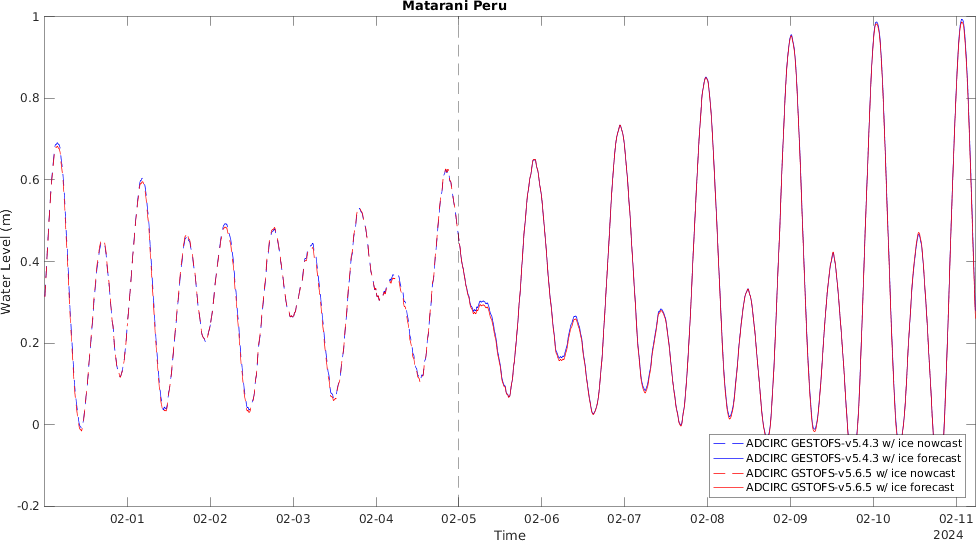 Matarani Peru
1
0.8
0.6
0.4
0.2
0
-0.2
Water Level (m)
ADCIRC GESTOFS-v5.4.3 w/ ice nowcast
ADCIRC GESTOFS-v5.4.3 w/ ice forecast
ADCIRC GSTOFS-v5.6.5 w/ ice nowcast
ADCIRC GSTOFS-v5.6.5 w/ ice forecast
02-01 02-02 02-03 02-04 02-05 02-06 02-07 02-08 02-09 02-10 02-11
Time 2024